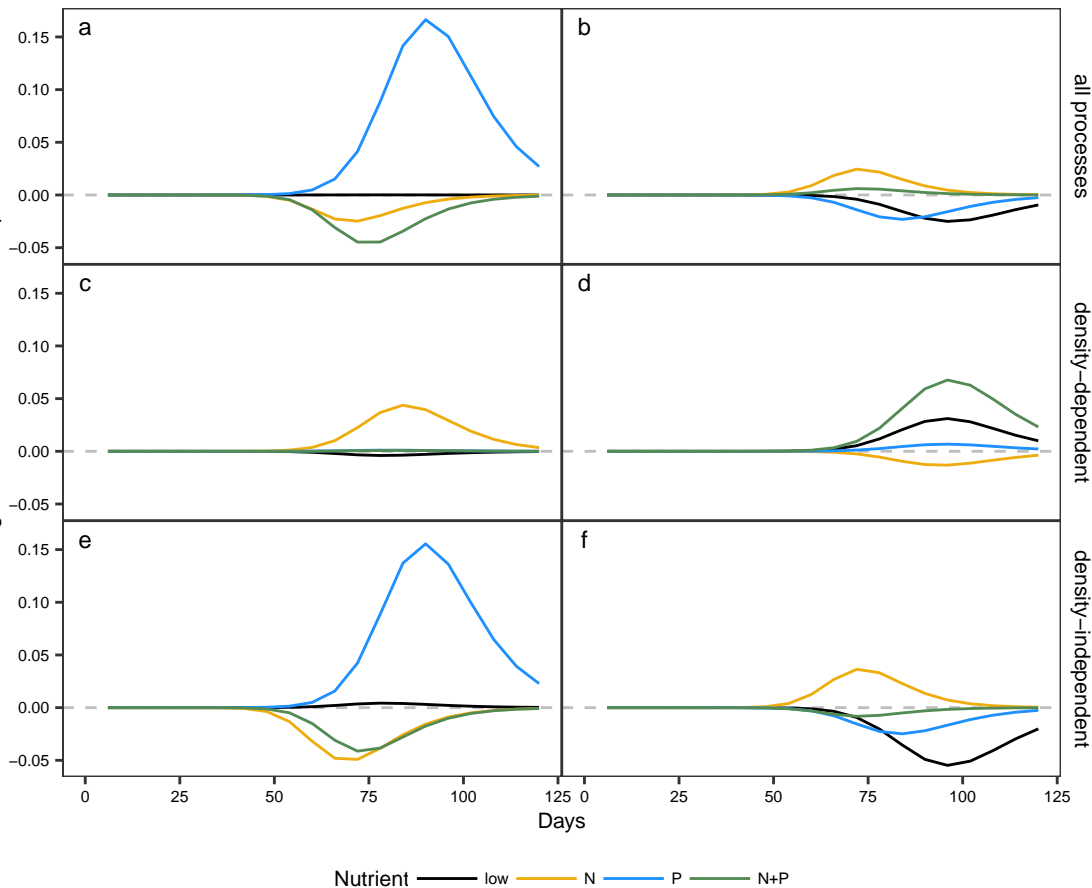 a
b
0.15
0.10
0.05
0.00
−0.05
all processes
c
d
0.15
0.10
0.05
0.00
−0.05
density−dependent
e
f
0.15
0.10
0.05
0.00
−0.05
density−independent
0 25 50 75 100 125 0 25 50 75 100 125
Days
Nutrient low N P N+P